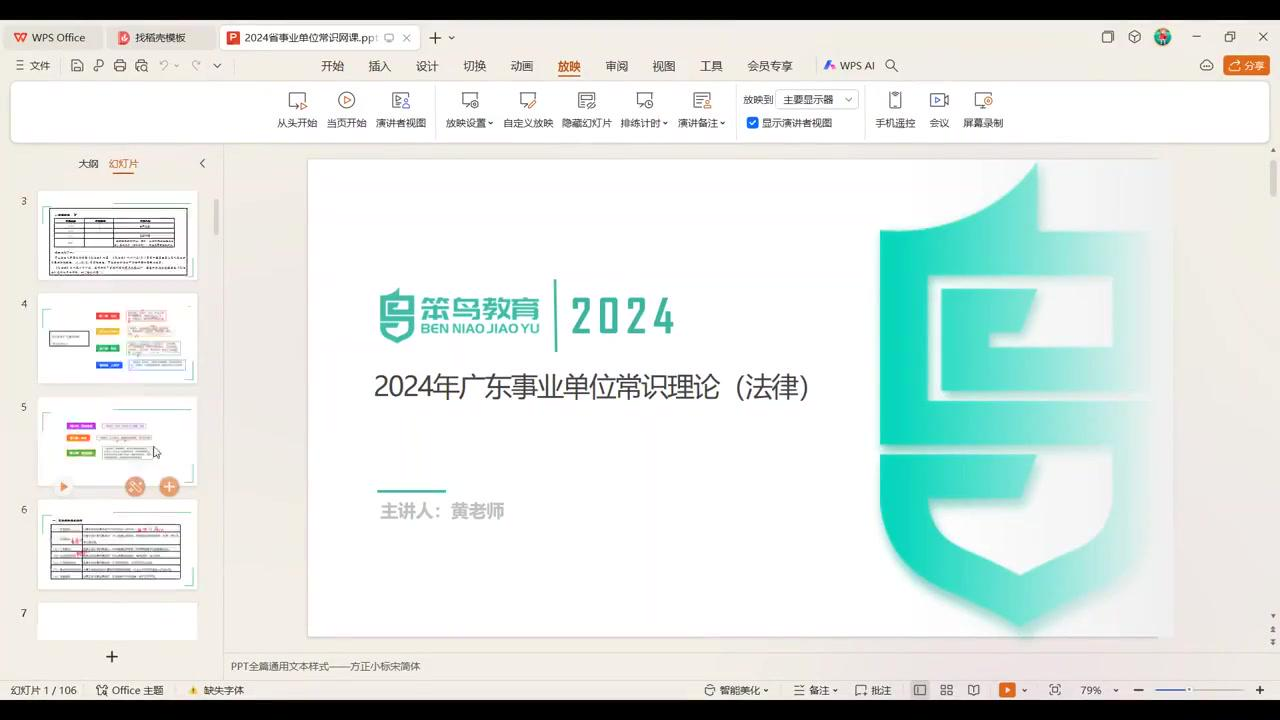 WPS Office
找稻壳模板
2024省事业单位常识网课.ppt
文件
开始 插入 设计 切换 动画 放映 审阅 视图 工具 会员专享 WPS AI
分享
从头开始 当页开始 演讲者视图 放映设置 自定义放映 隐藏幻灯片 排练计时 演讲备注
放映到 主要显示器
显示演讲者视图
手机遥控 会议 屏幕录制
大纲 幻灯片
3
4
5
6
7
笨鸟教育
BEN NIAO JIAO YU
2024
2024年广东事业单位常识理论（法律）
主讲人：黄老师
PPT全篇通用文本样式——方正小标宋简体
幻灯片 1 / 106
Office 主题
缺失字体
智能美化
备注
批注
79%